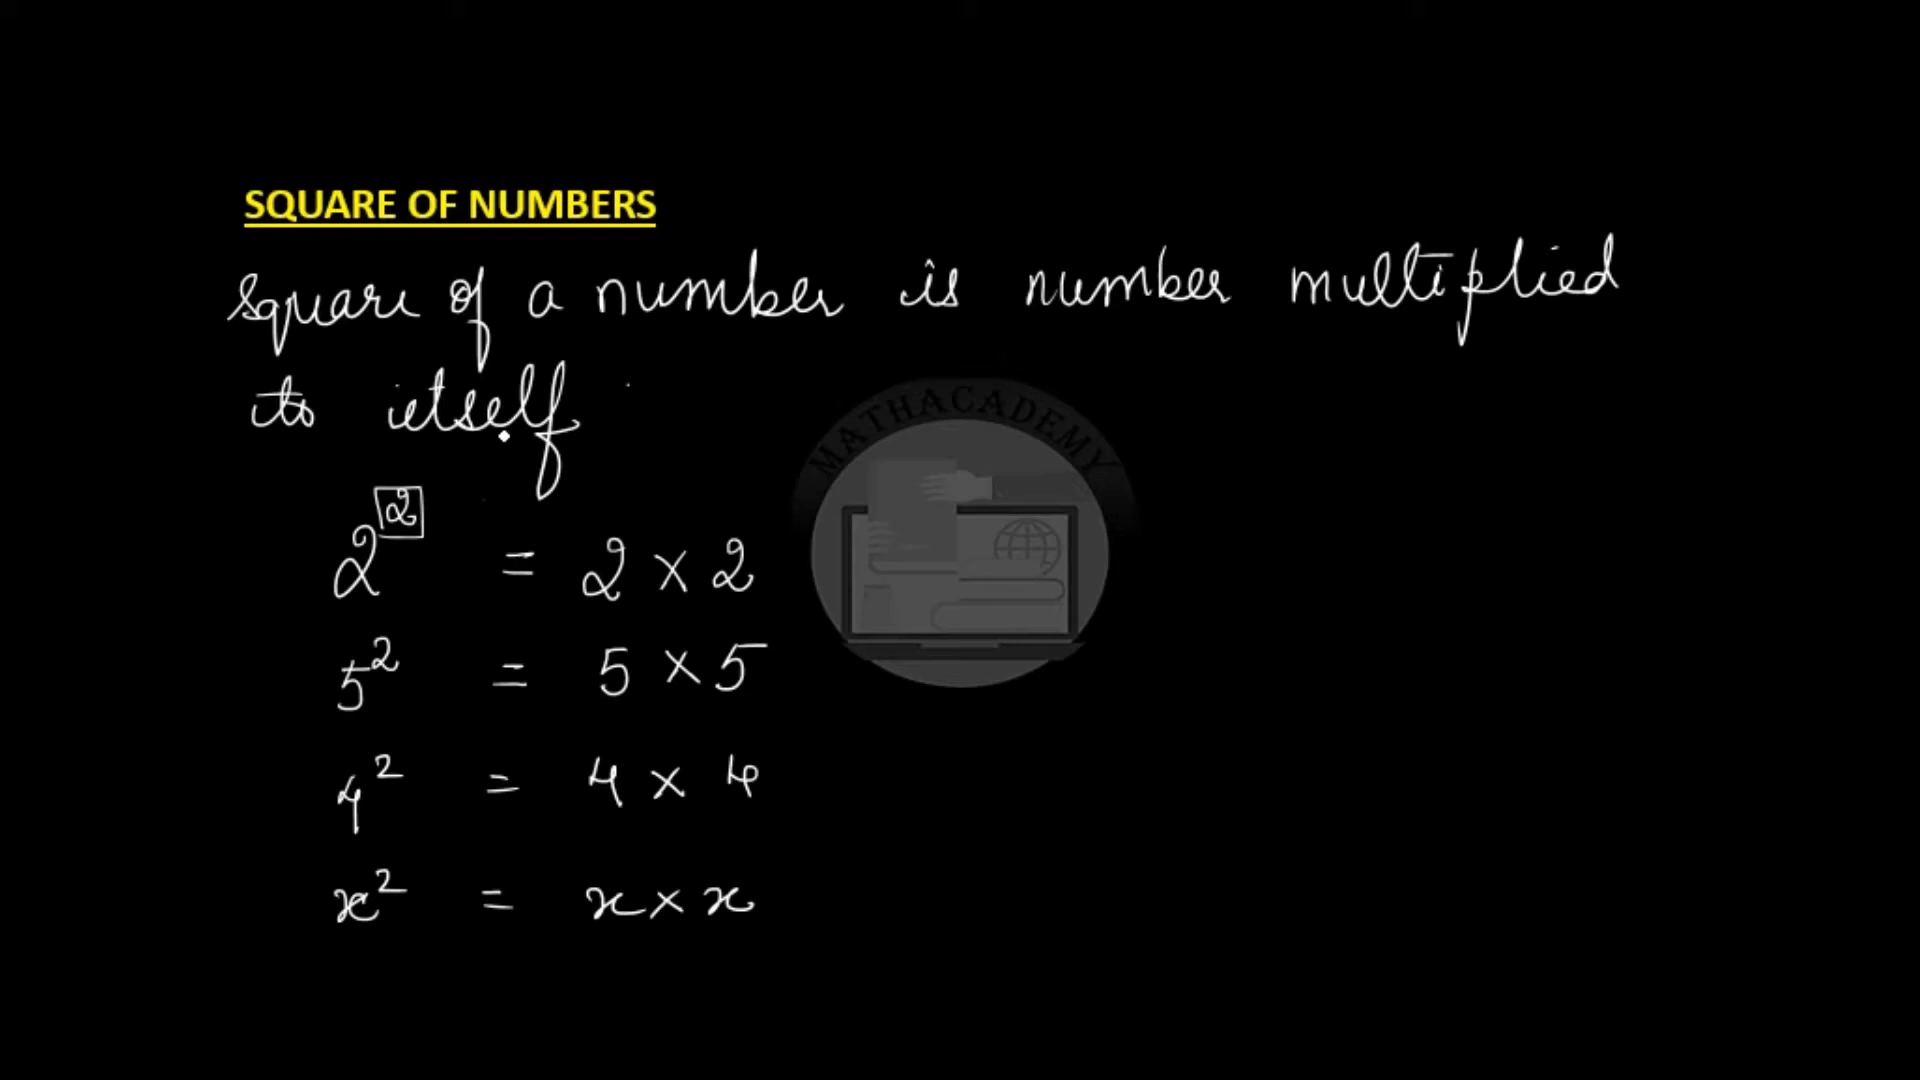 SQUARE OF NUMBERS
square of a number is number multiplied
to itself
2² = 2 × 2
5² = 5 × 5
4² = 4 × 4
x² = x × x
MATHACADEMY